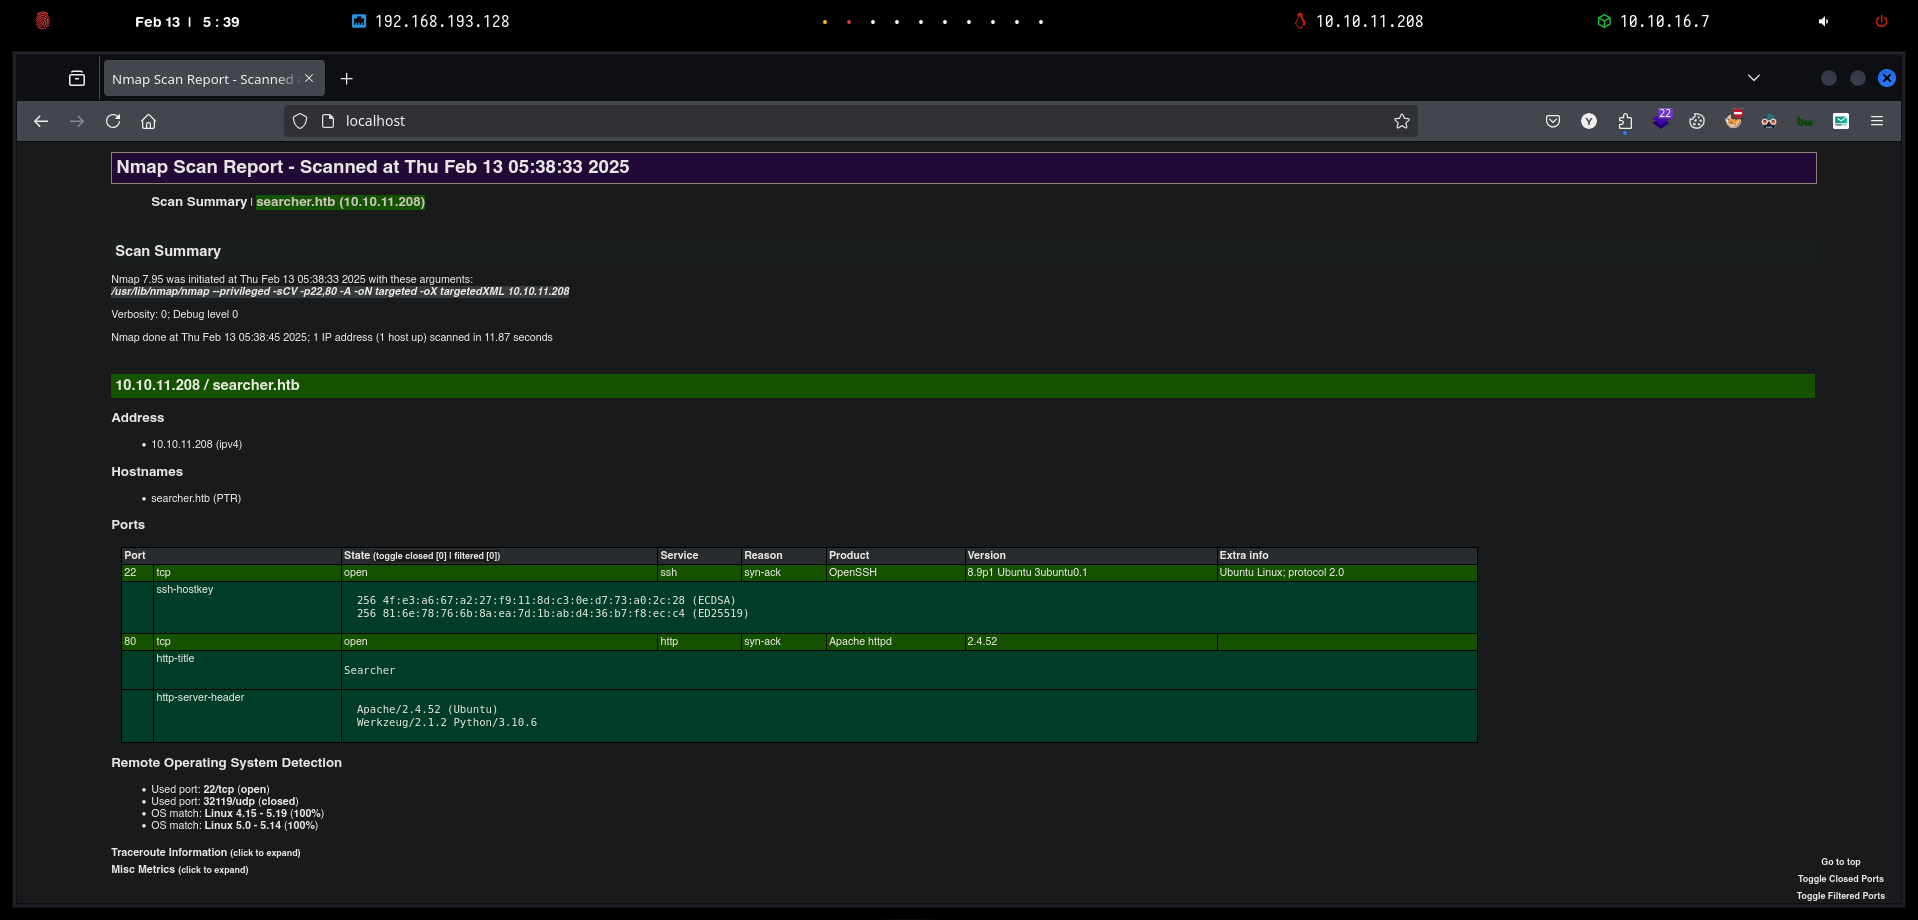 Feb 13 | 5 : 39 192.168.193.128 10.10.11.208 10.10.16.7
Nmap Scan Report - Scanned
localhost 22 Y bw
Nmap Scan Report - Scanned at Thu Feb 13 05:38:33 2025
Scan Summary | searcher.htb (10.10.11.208)
Scan Summary
Nmap 7.95 was initiated at Thu Feb 13 05:38:33 2025 with these arguments:
/usr/lib/nmap/nmap --privileged -sCV -p22,80 -A -oN targeted -oX targetedXML 10.10.11.208
Verbosity: 0; Debug level 0
Nmap done at Thu Feb 13 05:38:45 2025; 1 IP address (1 host up) scanned in 11.87 seconds
10.10.11.208 / searcher.htb
Address
• 10.10.11.208 (ipv4)
Hostnames
• searcher.htb (PTR)
Ports
Port State (toggle closed [0] | filtered [0]) Service Reason Product Version Extra info
22 tcp open ssh syn-ack OpenSSH 8.9p1 Ubuntu 3ubuntu0.1 Ubuntu Linux; protocol 2.0
ssh-hostkey
256 4f:e3:a6:67:a2:27:f9:11:8d:c3:0e:d7:73:a0:2c:28 (ECDSA)
256 81:6e:78:76:6b:8a:ea:7d:1b:ab:d4:36:b7:f8:ec:c4 (ED25519)
80 tcp open http syn-ack Apache httpd 2.4.52
http-title
Searcher
http-server-header
Apache/2.4.52 (Ubuntu)
Werkzeug/2.1.2 Python/3.10.6
Remote Operating System Detection
• Used port: 22/tcp (open)
• Used port: 32119/udp (closed)
• OS match: Linux 4.15 - 5.19 (100%)
• OS match: Linux 5.0 - 5.14 (100%)
Traceroute Information (click to expand)
Misc Metrics (click to expand)
Go to top
Toggle Closed Ports
Toggle Filtered Ports